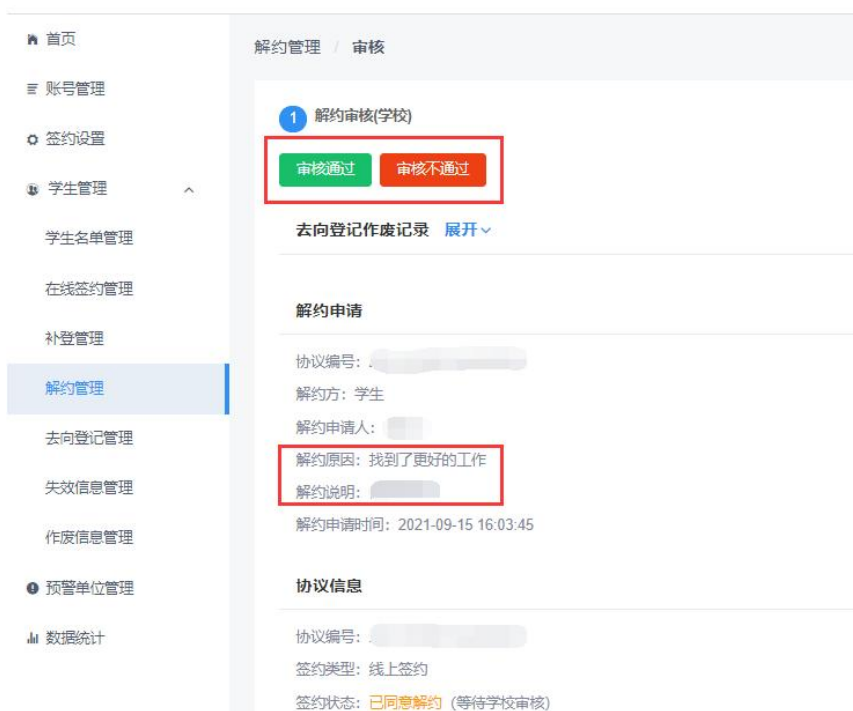 首页
账号管理
签约设置
学生管理
学生名单管理
在线签约管理
补登管理
解约管理
去向登记管理
失效信息管理
作废信息管理
预警单位管理
数据统计
解约管理 / 审核
1 解约审核(学校)
审核通过 审核不通过
去向登记作废记录 展开
解约申请
协议编号：
解约方：学生
解约申请人：
解约原因：找到了更好的工作
解约说明：
解约申请时间：2021-09-15 16:03:45
协议信息
协议编号：
签约类型：线上签约
签约状态：已同意解约 (等待学校审核)